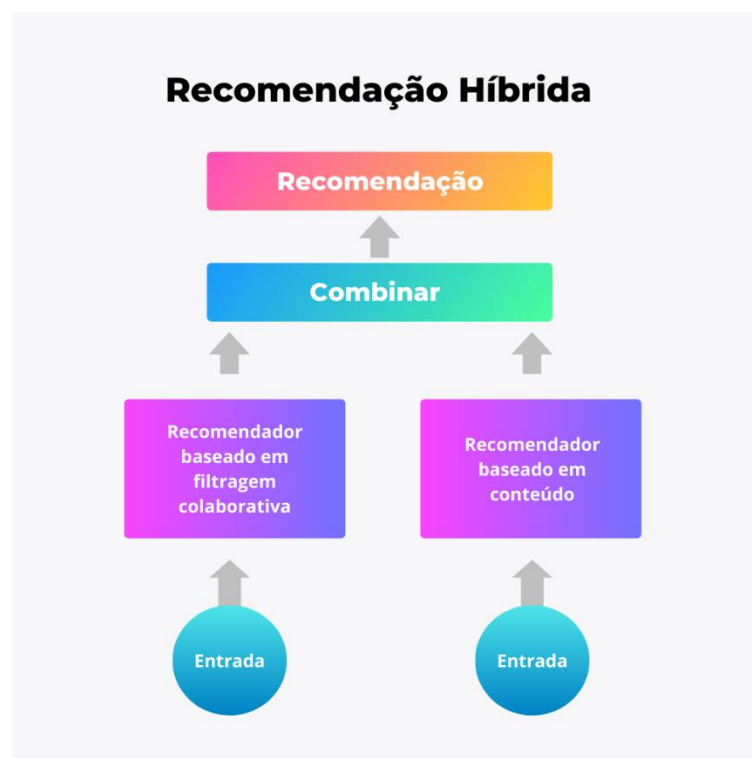 Recomendação Híbrida
Recomendação
Combinar
Recomendador
baseado em
filtragem
colaborativa
Recomendador
baseado em
conteúdo
Entrada
Entrada